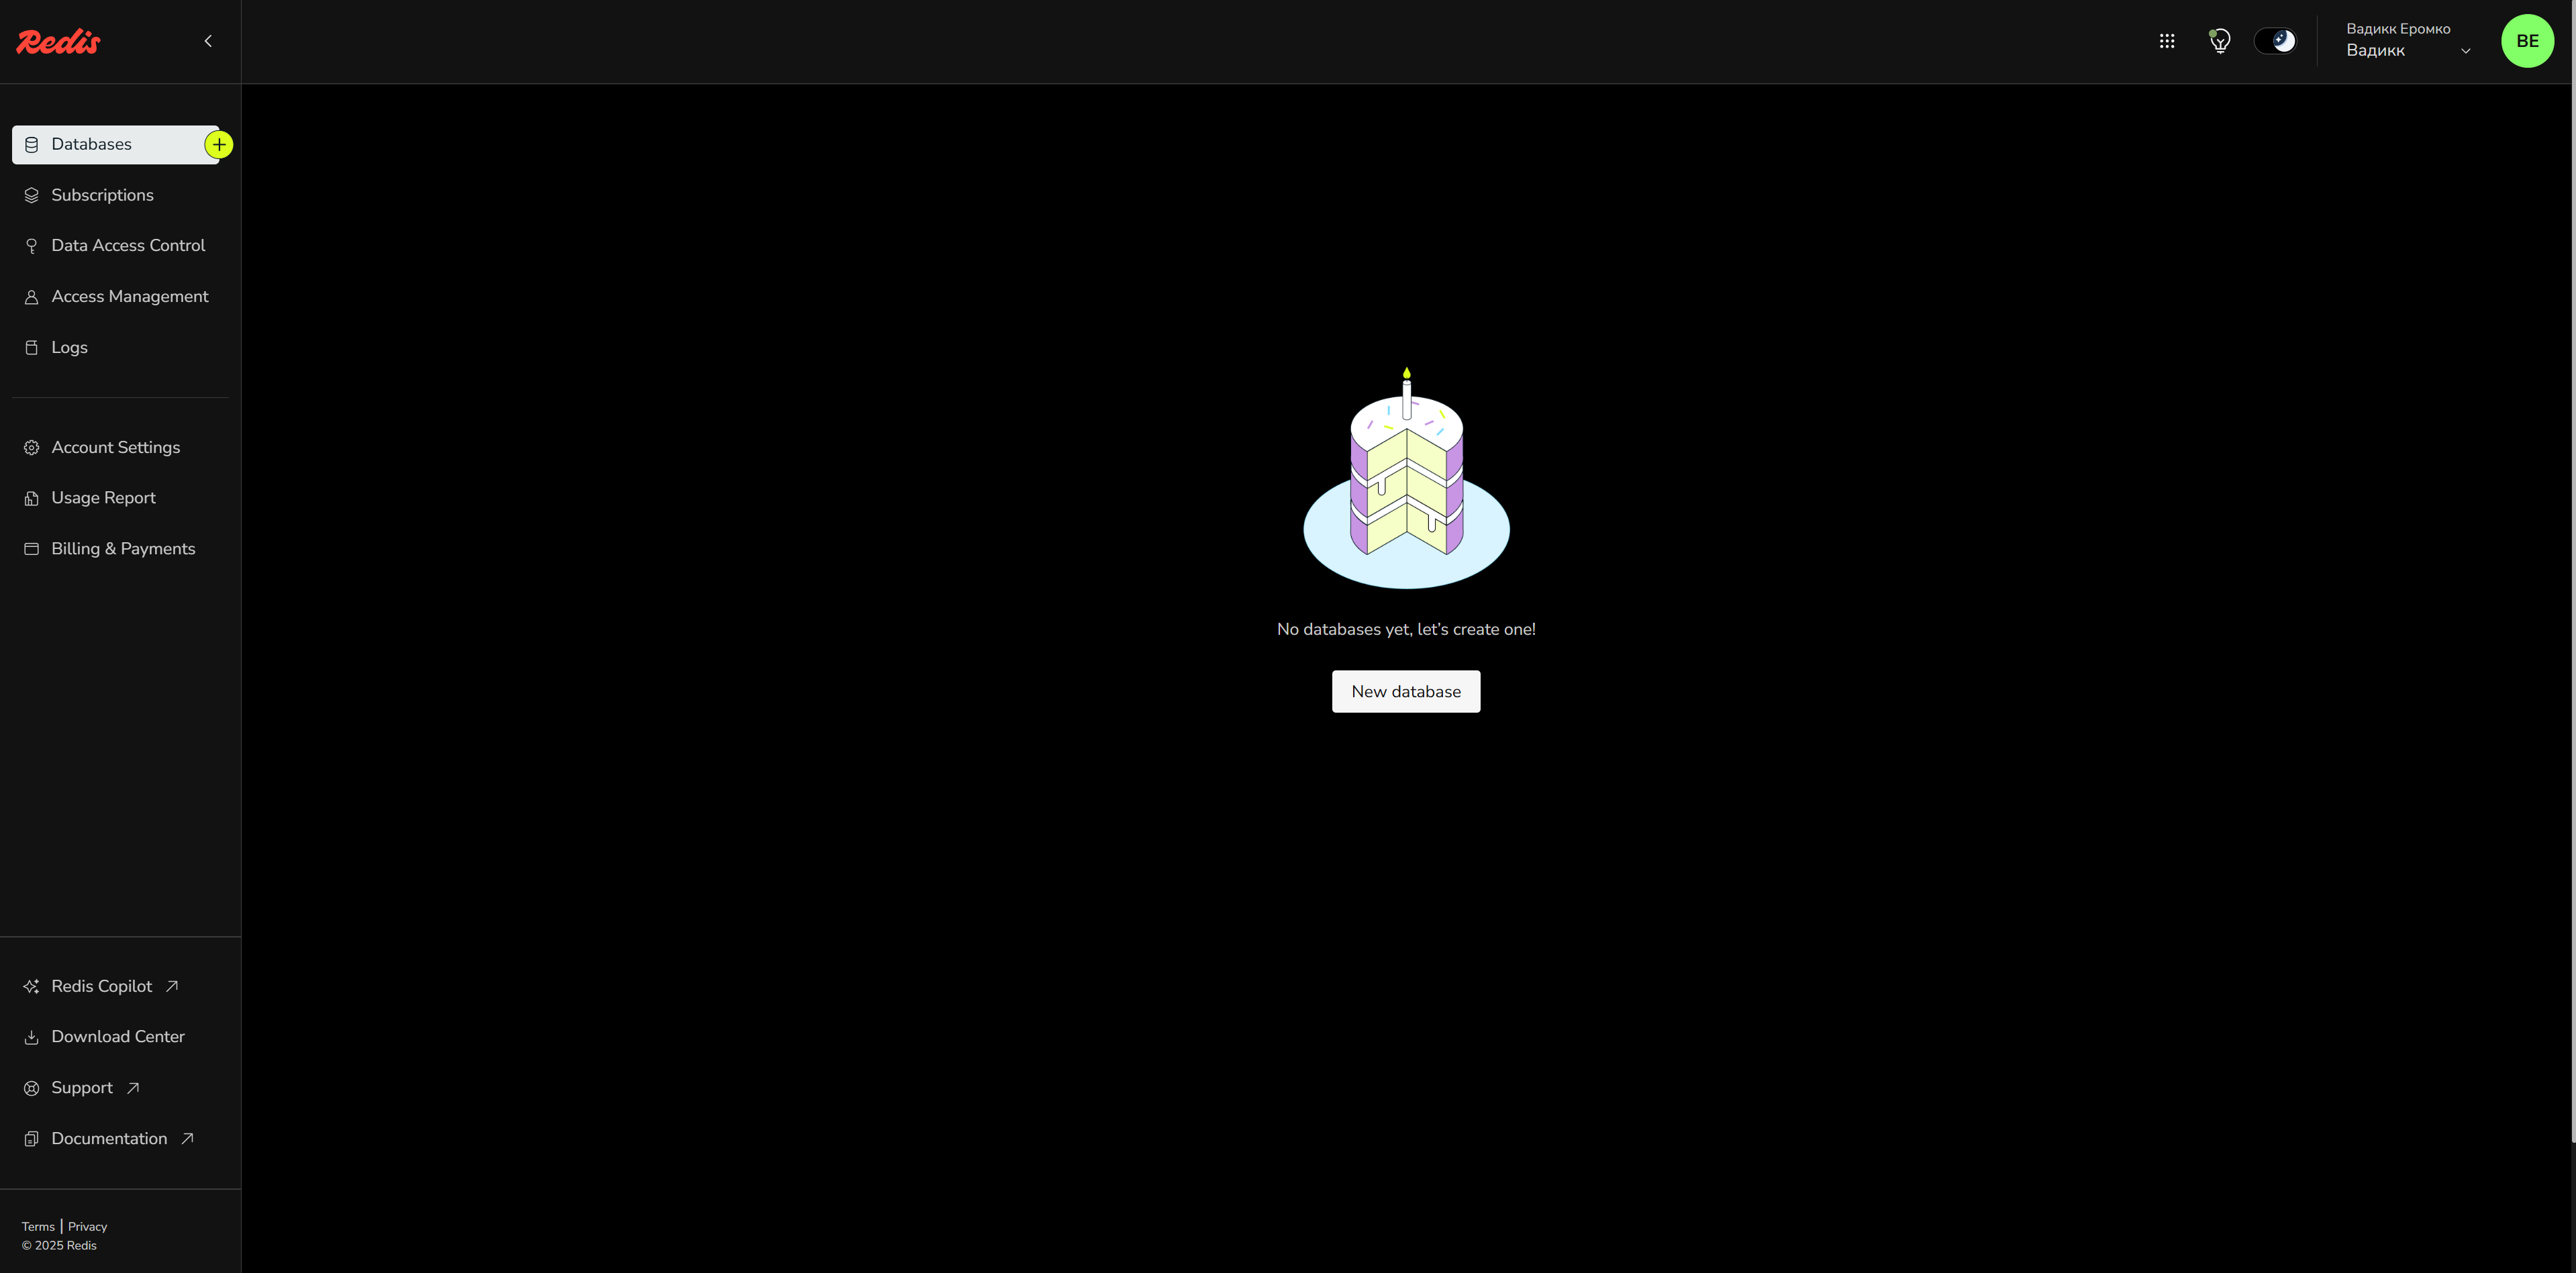 Redis
Вадикк Еромко
Вадикк
BE
Databases
Subscriptions
Data Access Control
Access Management
Logs
Account Settings
Usage Report
Billing & Payments
No databases yet, let’s create one!
New database
Redis Copilot
Download Center
Support
Documentation
Terms | Privacy
© 2025 Redis